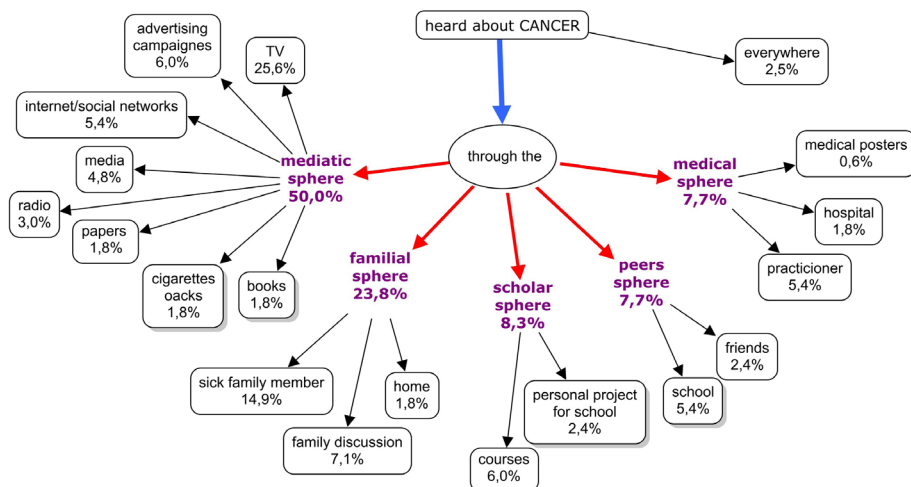 heard about CANCER
everywhere
2,5%
through the
advertising
campaignes
6,0%
TV
25,6%
internet/social networks
5,4%
media
4,8%
radio
3,0%
papers
1,8%
cigarettes
oacks
1,8%
books
1,8%
mediatic
sphere
50,0%
familial
sphere
23,8%
sick family member
14,9%
family discussion
7,1%
home
1,8%
scholar
sphere
8,3%
courses
6,0%
personal project
for school
2,4%
peers
sphere
7,7%
school
5,4%
friends
2,4%
medical
sphere
7,7%
medical posters
0,6%
hospital
1,8%
practicioner
5,4%